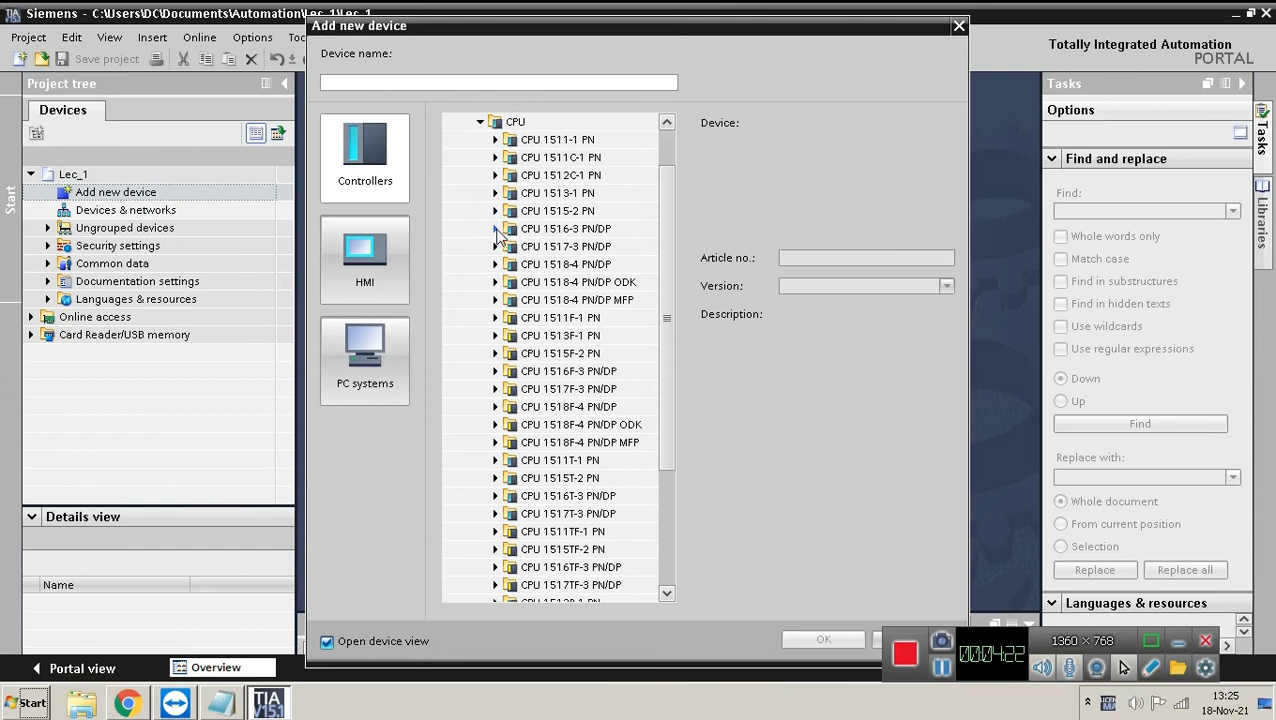 Siemens - C:\Users\DC\Documents\Automation\Lec_1\Lec_1
Project Edit View Insert Online Options
Save project
Totally Integrated Automation
PORTAL
Project tree
Devices
Start
Lec_1
Add new device
Devices & networks
Ungrouped devices
Security settings
Common data
Documentation settings
Languages & resources
Online access
Card Reader/USB memory
Details view
Name
Add new device
Device name:
Controllers
HMI
PC systems
CPU
CPU 1511-1 PN
CPU 1511C-1 PN
CPU 1512C-1 PN
CPU 1513-1 PN
CPU 1515-2 PN
CPU 1516-3 PN/DP
CPU 1517-3 PN/DP
CPU 1518-4 PN/DP
CPU 1518-4 PN/DP ODK
CPU 1518-4 PN/DP MFP
CPU 1511F-1 PN
CPU 1513F-1 PN
CPU 1515F-2 PN
CPU 1516F-3 PN/DP
CPU 1517F-3 PN/DP
CPU 1518F-4 PN/DP
CPU 1518F-4 PN/DP ODK
CPU 1518F-4 PN/DP MFP
CPU 1511T-1 PN
CPU 1515T-2 PN
CPU 1516T-3 PN/DP
CPU 1517T-3 PN/DP
CPU 1511TF-1 PN
CPU 1515TF-2 PN
CPU 1516TF-3 PN/DP
CPU 1517TF-3 PN/DP
Device:
Article no.:
Version:
Description:
Open device view
OK
Tasks
Options
Find and replace
Find:
Whole words only
Match case
Find in substructures
Find in hidden texts
Use wildcards
Use regular expressions
Down
Up
Find
Replace with:
Whole document
From current position
Selection
Replace Replace all
Languages & resources
Tasks
Libraries
Portal view
Overview
00:04:22
1360 × 768
Start
TIA
V15.1
13:25
18-Nov-21